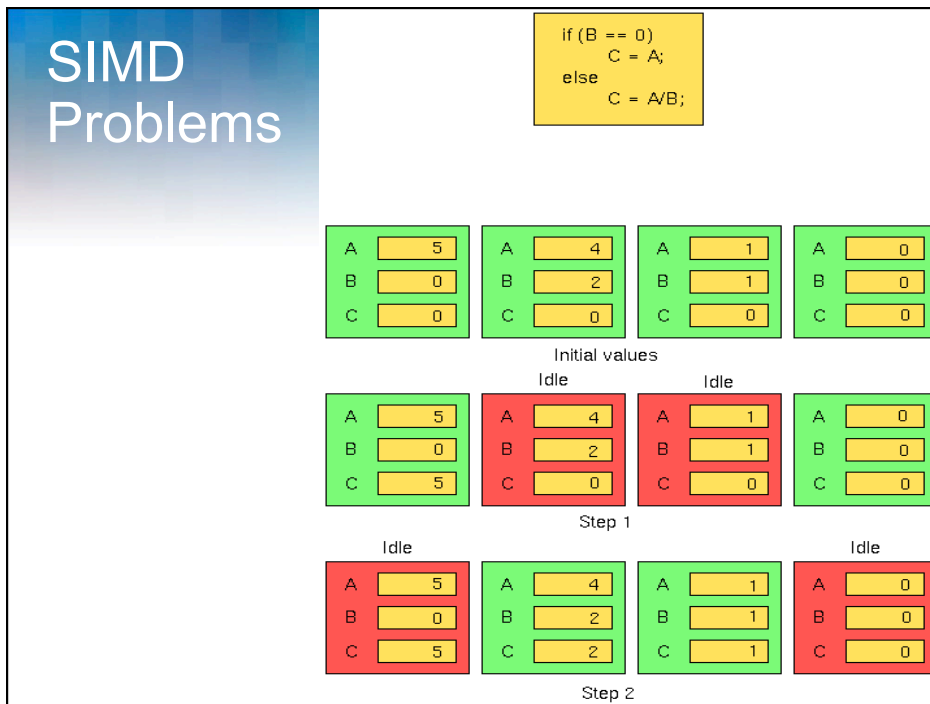 SIMD
Problems
if (B == 0)
C = A;
else
C = A/B;
A 5 A 4 A 1 A 0
B 0 B 2 B 1 B 0
C 0 C 0 C 0 C 0
Initial values
Idle Idle
A 5 A 4 A 1 A 0
B 0 B 2 B 1 B 0
C 5 C 0 C 0 C 0
Step 1
Idle Idle
A 5 A 4 A 1 A 0
B 0 B 2 B 1 B 0
C 5 C 2 C 1 C 0
Step 2